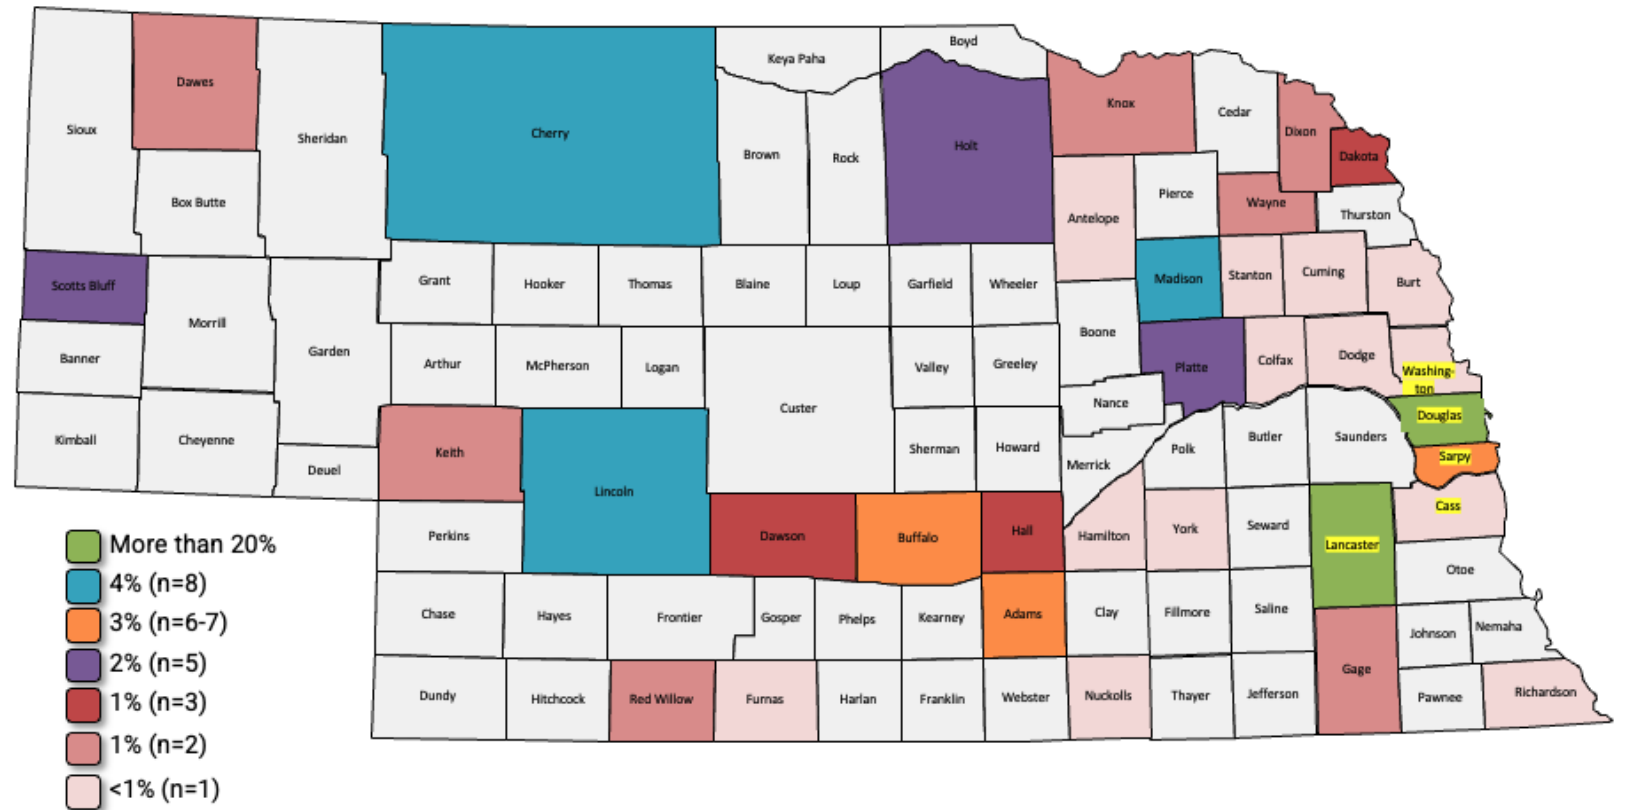 Boyd
Keya Paha
Dawes
Knox
Cedar
Sioux
Sheridan
Cherry
Dixon
Holt
Brown
Rock
Dakota
Box Butte
Pierce
Wayne
Antelope
Thurston
Scotts Bluff
Grant
Hooker
Thomas
Blaine
Loup
Garfield
Wheeler
Madison
Stanton
Cuming
Burt
Morrill
Banner
Garden
Arthur
McPherson
Logan
Valley
Greeley
Boone
Platte
Colfax
Dodge
Washing-
ton
Custer
Nance
Douglas
Kimball
Cheyenne
Deuel
Keith
Sherman
Howard
Merrick
Polk
Butler
Saunders
Sarpy
Lincoln
Cass
Perkins
Dawson
Buffalo
Hall
Hamilton
York
Seward
Lancaster
Otoe
Chase
Hayes
Frontier
Gosper
Phelps
Kearney
Adams
Clay
Fillmore
Saline
Johnson
Nemaha
Dundy
Hitchcock
Red Willow
Furnas
Harlan
Franklin
Webster
Nuckolls
Thayer
Jefferson
Gage
Pawnee
Richardson
More than 20%
4% (n=8)
3% (n=6-7)
2% (n=5)
1% (n=3)
1% (n=2)
<1% (n=1)